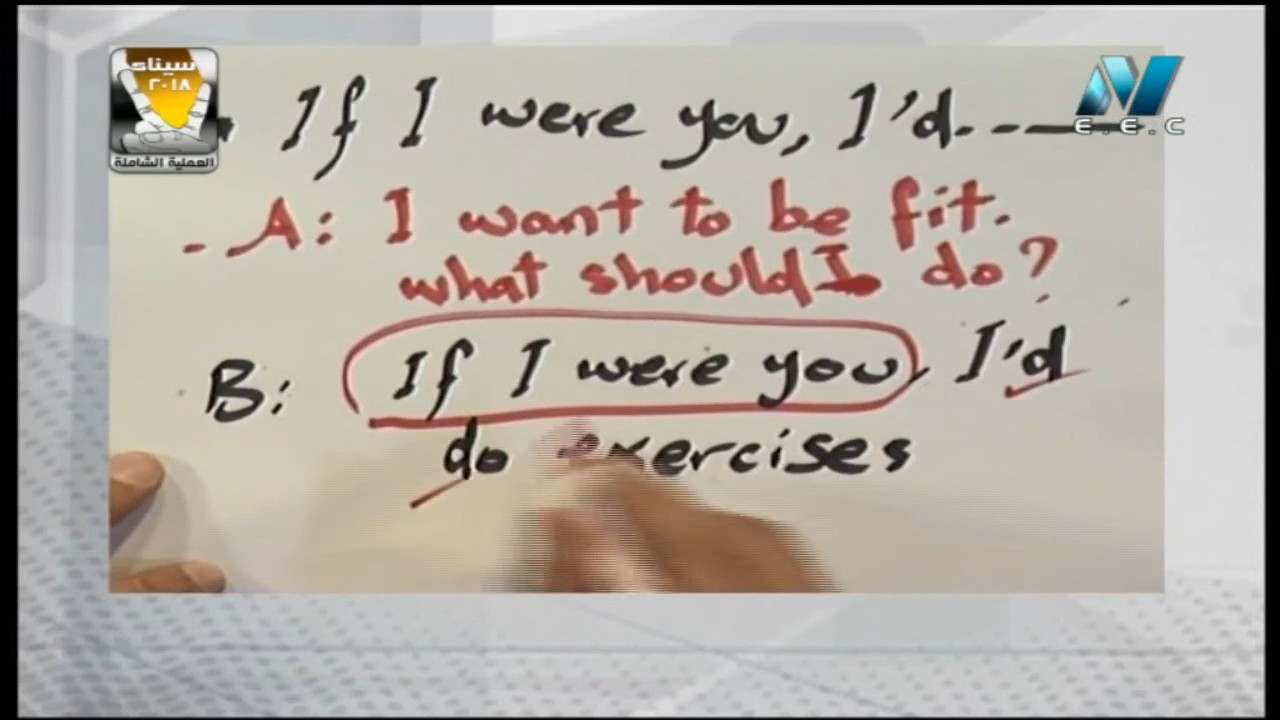 سيناء
٢٠١٨
العملية الشاملة
E.E.C
. If I were you, I'd. - - —
- A: I want to be fit.
what should I do?
B: If I were you, I'd
do exercises